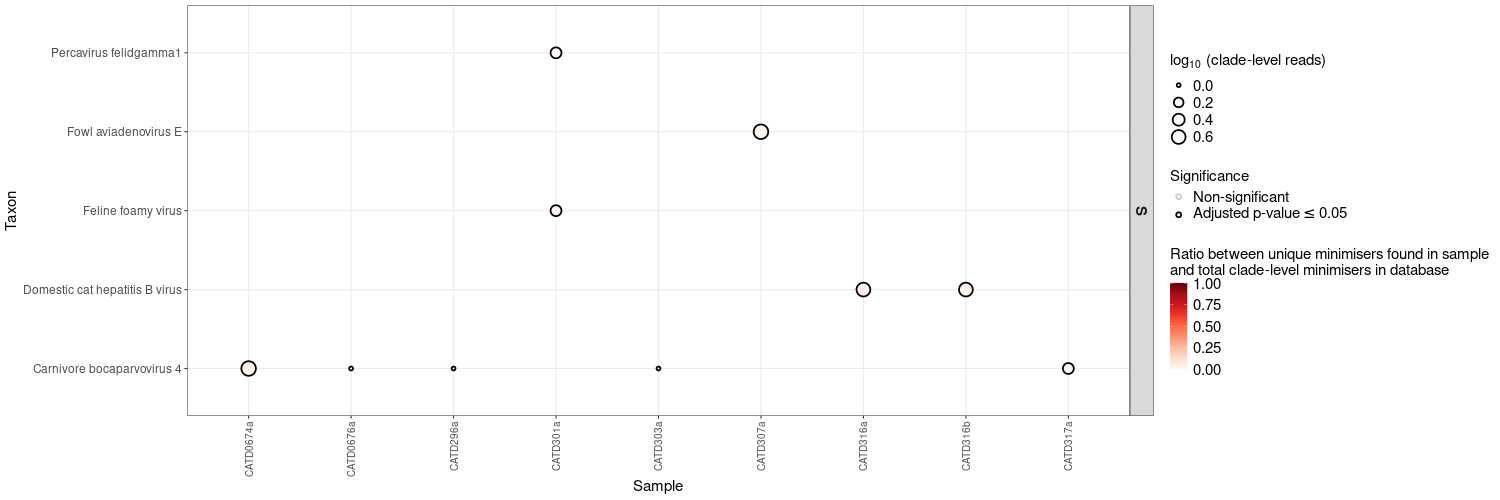 Taxon
Percavirus felidgamma1
Fowl aviadenovirus E
Feline foamy virus
Domestic cat hepatitis B virus
Carnivore bocaparvovirus 4
S
CATD0674a
CATD0676a
CATD296a
CATD301a
CATD303a
CATD307a
CATD316a
CATD316b
CATD317a
Sample
log10 (clade-level reads)
0.0
0.2
0.4
0.6
Significance
Non-significant
Adjusted p-value ≤ 0.05
Ratio between unique minimisers found in sample
and total clade-level minimisers in database
1.00
0.75
0.50
0.25
0.00